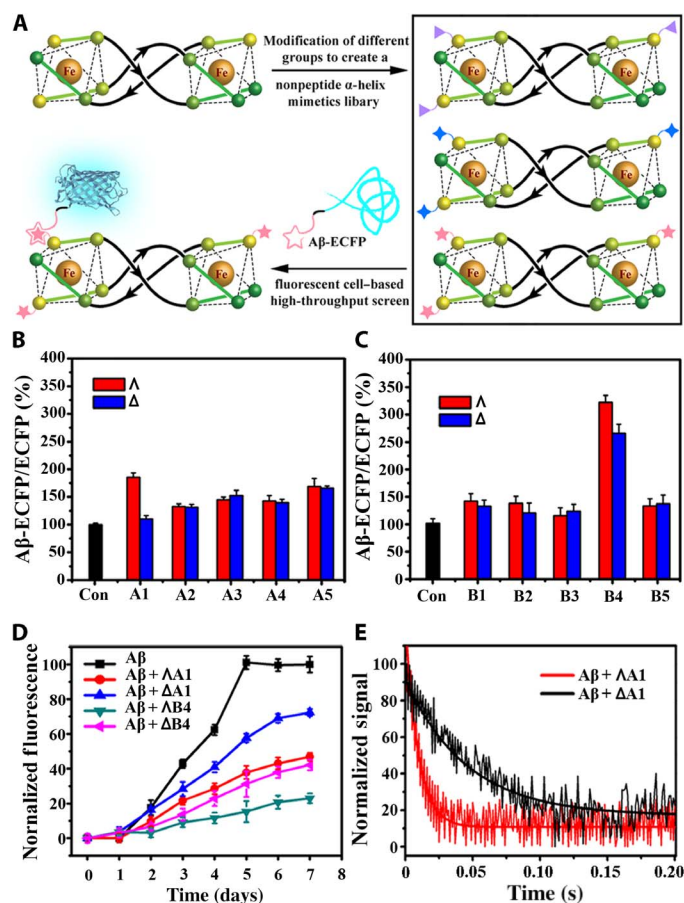 A
Modification of different
groups to create a
nonpeptide α-helix
mimetics libary
Fe
Fe
Fe
Fe
Fe
Fe
Fe
Fe
Aβ-ECFP
fluorescent cell-based
high-throughput screen
B
Aβ-ECFP/ECFP (%)
400
350
300
250
200
150
100
50
0
Λ
Δ
Con A1 A2 A3 A4 A5
C
Aβ-ECFP/ECFP (%)
400
350
300
250
200
150
100
50
0
Λ
Δ
Con B1 B2 B3 B4 B5
D
Normalized fluorescence
100
80
60
40
20
0
Aβ
Aβ + ΛA1
Aβ + ΔA1
Aβ + ΛB4
Aβ + ΔB4
0 1 2 3 4 5 6 7 8
Time (days)
E
Normalized signal
100
80
60
40
20
0
Aβ + ΛA1
Aβ + ΔA1
0 0.05 0.10 0.15 0.20
Time (s)